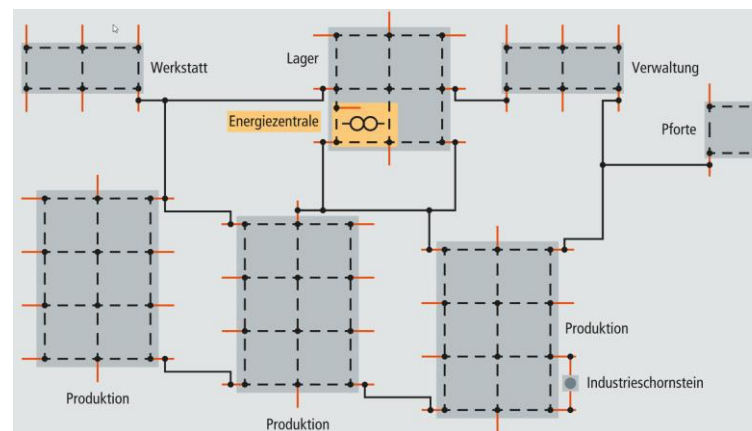 Werkstatt
Lager
Verwaltung
Energiezentrale
Pforte
Produktion
Industrieschornstein
Produktion
Produktion